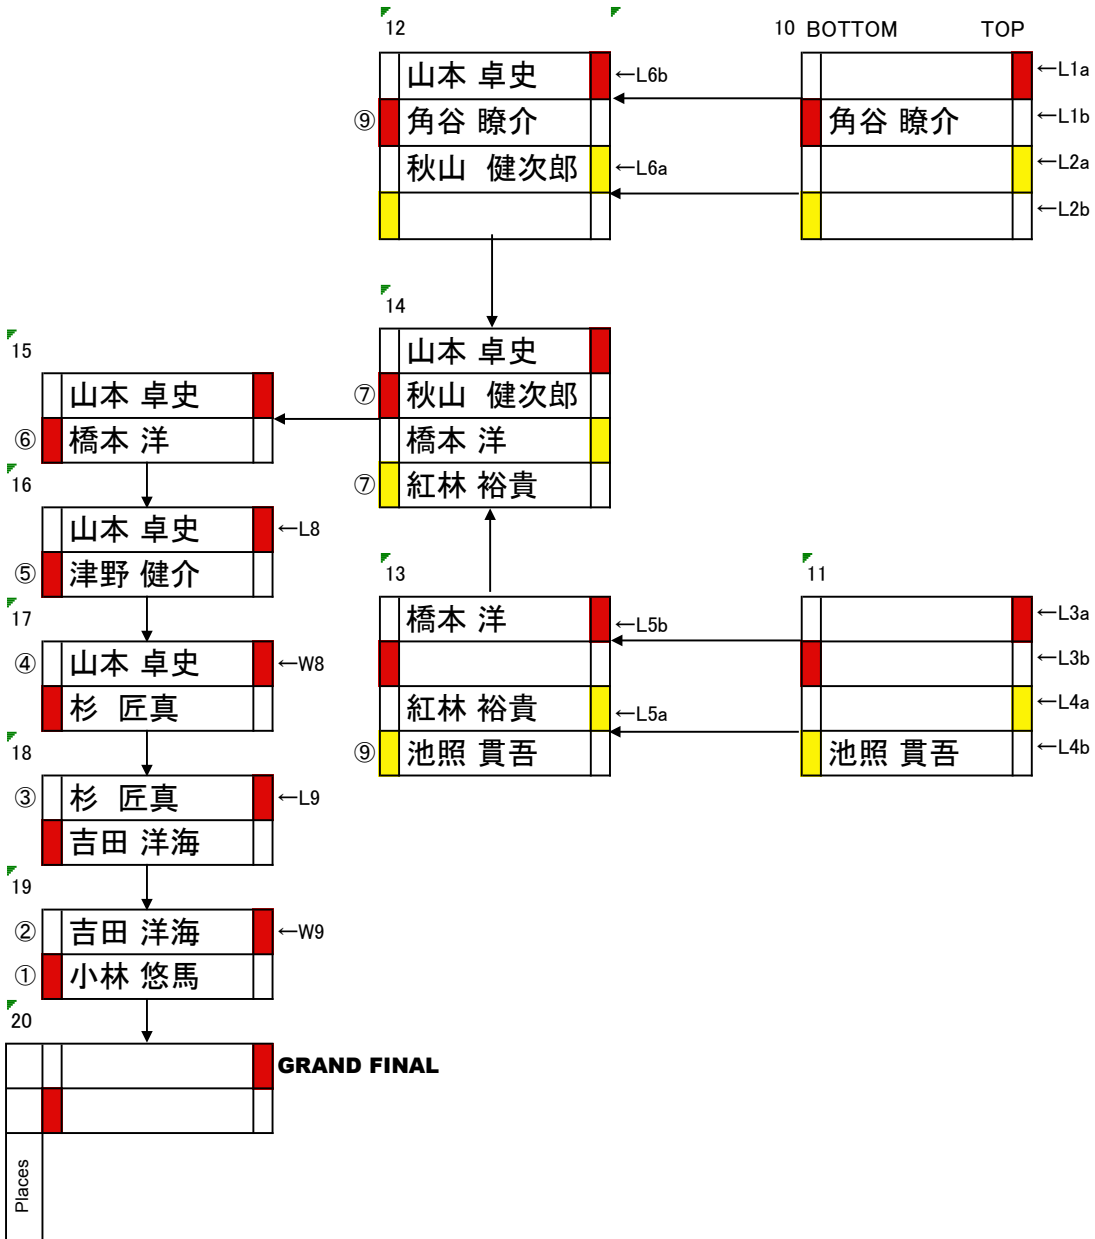 12
10 BOTTOM TOP
山本 卓史 ←L6b
⑨ 角谷 瞭介
秋山 健次郎 ←L6a
←L1a
角谷 瞭介 ←L1b
←L2a
←L2b
14
山本 卓史
⑦ 秋山 健次郎
橋本 洋
⑦ 紅林 裕貴
15
山本 卓史
⑥ 橋本 洋
16
山本 卓史 ←L8
⑤ 津野 健介
13
橋本 洋 ←L5b
紅林 裕貴 ←L5a
⑨ 池照 貫吾
11
←L3a
←L3b
←L4a
池照 貫吾 ←L4b
17
④ 山本 卓史 ←W8
杉 匠真
18
③ 杉 匠真 ←L9
吉田 洋海
19
② 吉田 洋海 ←W9
① 小林 悠馬
20
GRAND FINAL
Places